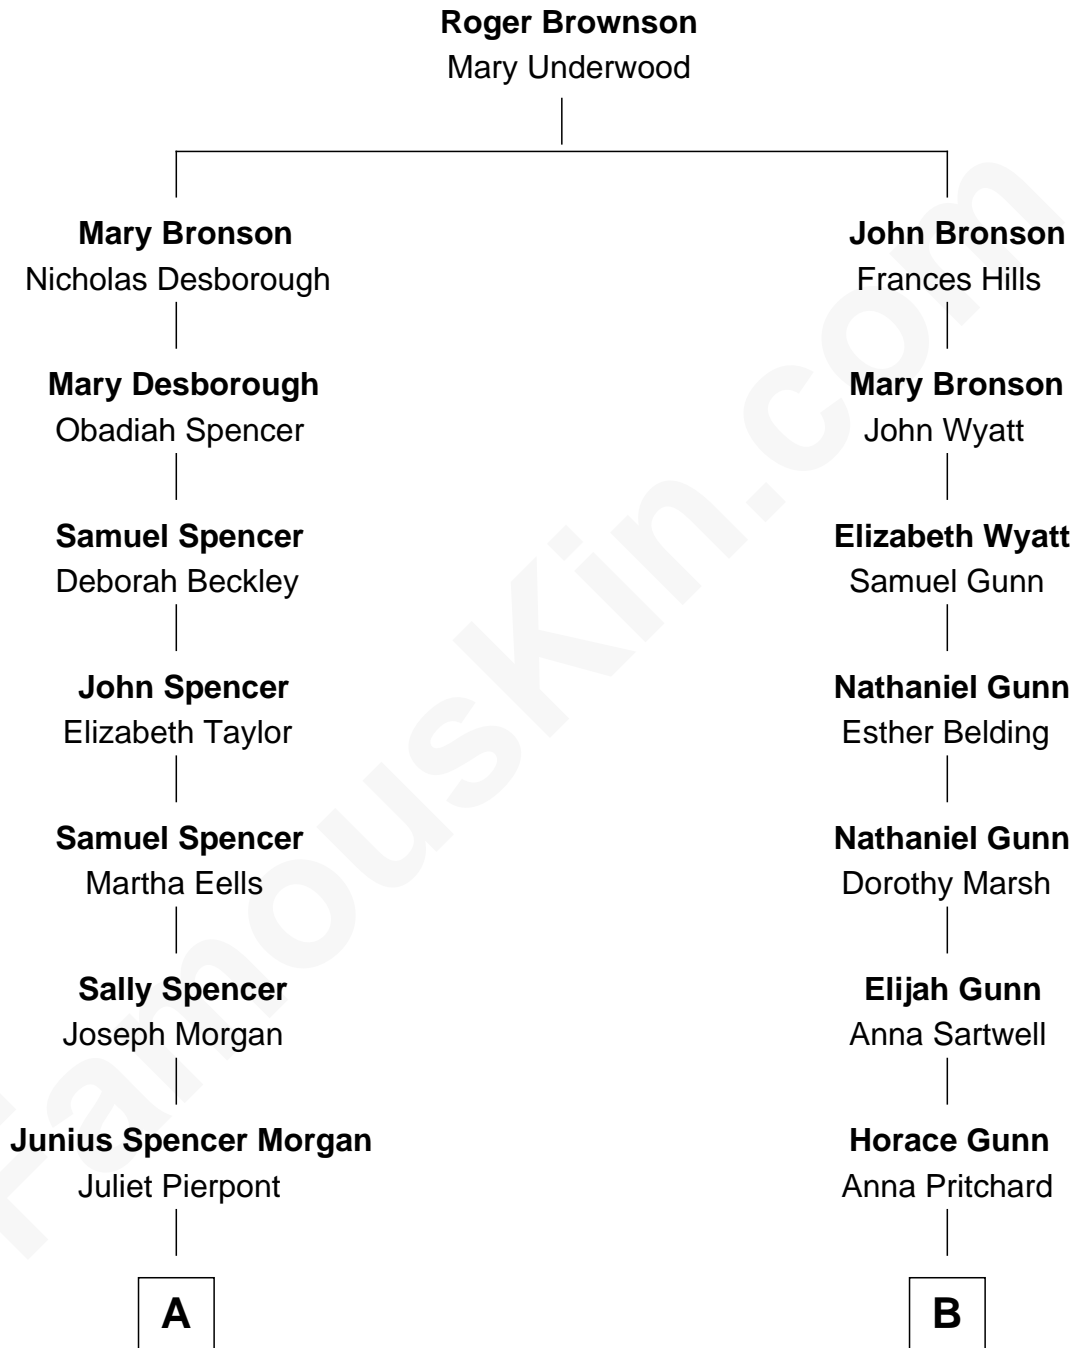 Roger Brownson
Mary Underwood
Mary Bronson
Nicholas Desborough
John Bronson
Frances Hills
Mary Desborough
Obadiah Spencer
Mary Bronson
John Wyatt
Samuel Spencer
Deborah Beckley
Elizabeth Wyatt
Samuel Gunn
John Spencer
Elizabeth Taylor
Nathaniel Gunn
Esther Belding
Samuel Spencer
Martha Eells
Nathaniel Gunn
Dorothy Marsh
Sally Spencer
Joseph Morgan
Elijah Gunn
Anna Sartwell
Junius Spencer Morgan
Juliet Pierpont
Horace Gunn
Anna Pritchard
A
B
FamousKin.com